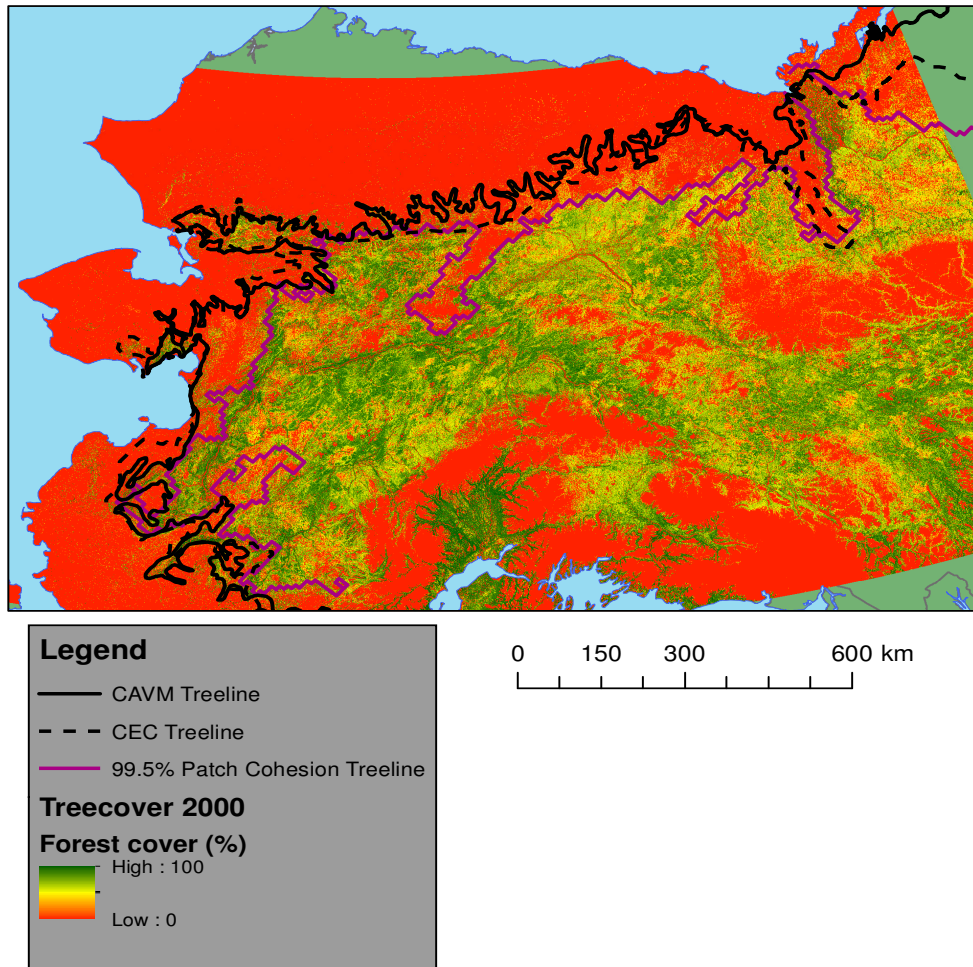 Legend
CAVM Treeline
CEC Treeline
99.5% Patch Cohesion Treeline
Treecover 2000
Forest cover (%)
High : 100
Low : 0
0 150 300 600 km